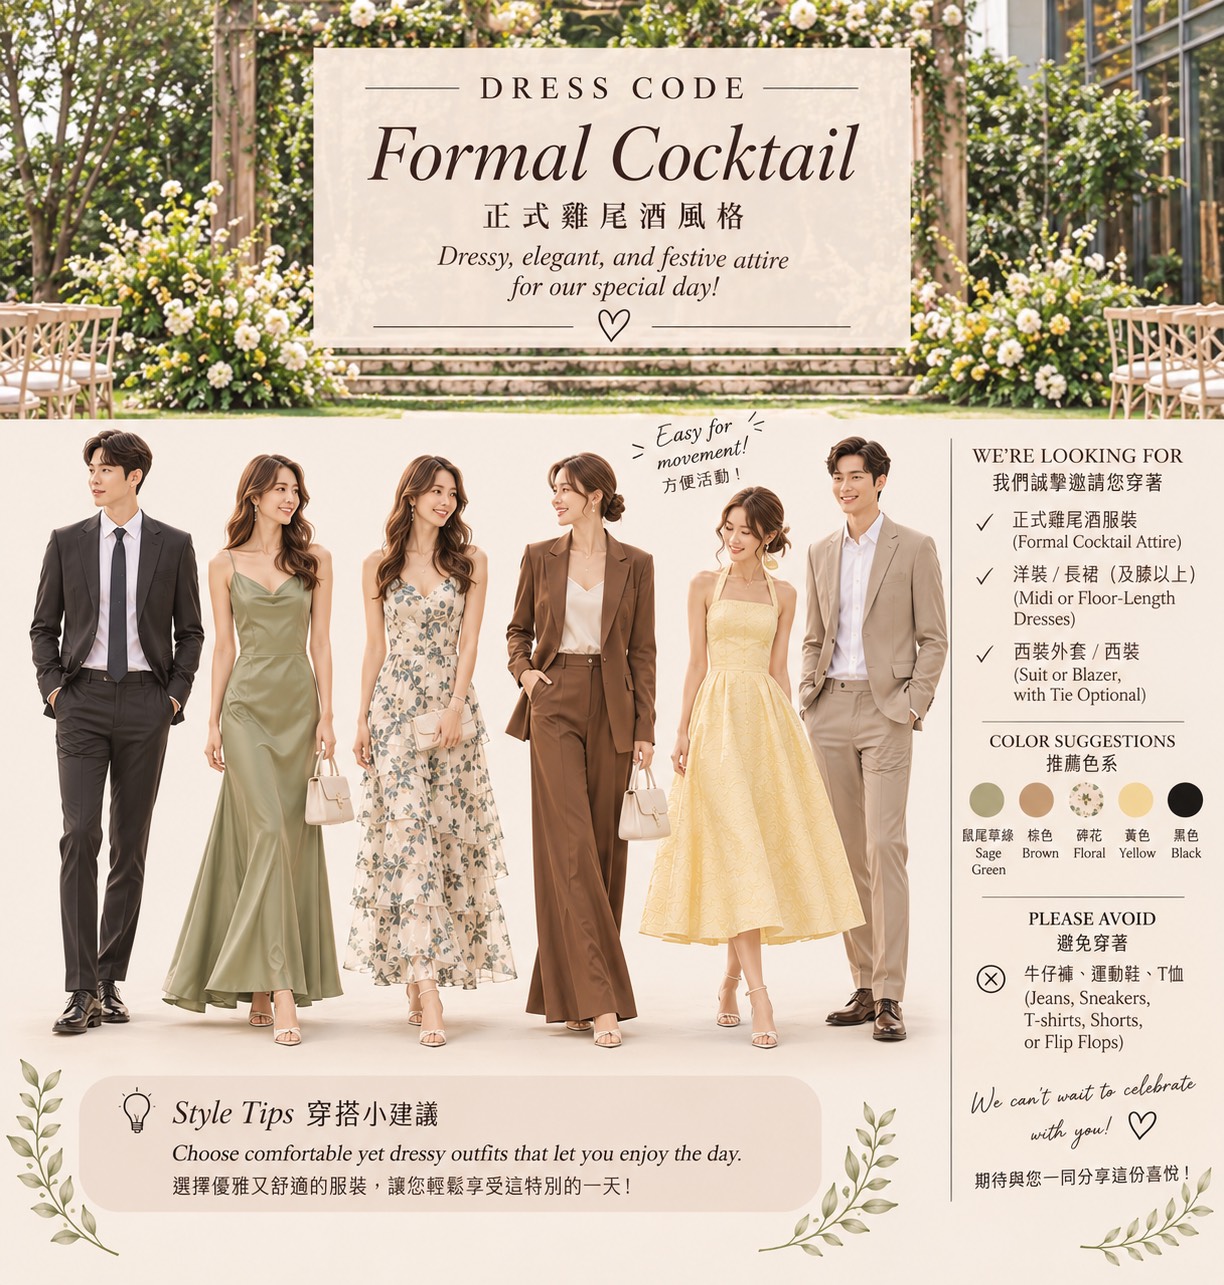 DRESS CODE
Formal Cocktail
正式雞尾酒風格
Dressy, elegant, and festive attire
for our special day!
Easy for
movement!
方便活動！
WE'RE LOOKING FOR
我們誠摯邀請您穿著
正式雞尾酒服裝
(Formal Cocktail Attire)
洋裝 / 長裙（及膝以上）
(Midi or Floor-Length
Dresses)
西裝外套 / 西裝
(Suit or Blazer,
with Tie Optional)
COLOR SUGGESTIONS
推薦色系
鼠尾草綠 棕色 碑花 黃色 黑色
Sage Brown Floral Yellow Black
Green
PLEASE AVOID
避免穿著
牛仔褲、運動鞋、T恤
(Jeans, Sneakers,
T-shirts, Shorts,
or Flip Flops)
We can't wait to celebrate
with you!
期待與您一同分享這份喜悅！
Style Tips 穿搭小建議
Choose comfortable yet dressy outfits that let you enjoy the day.
選擇優雅又舒適的服裝，讓您輕鬆享受這特別的一天！